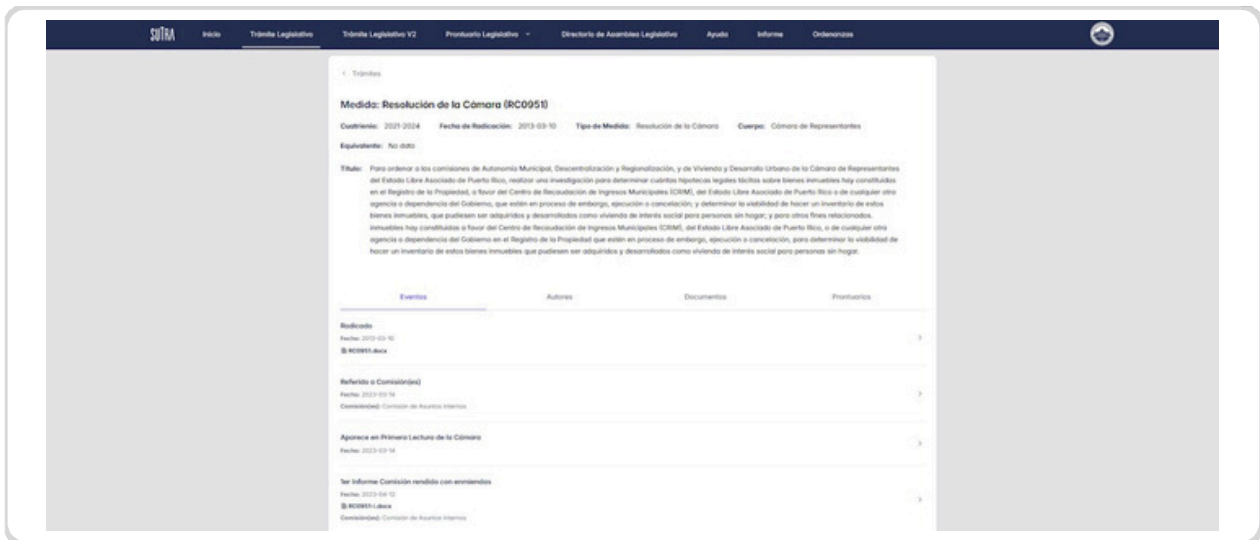 SUTRA
Inicio
Trámite Legislativo
Trámite Legislativo V2
Prontuario Legislativo
Directorio de Asamblea Legislativa
Ayuda
Informe
Ordenanzas
Trámites
Medida: Resolución de la Cámara (RC0951)
Cuatrienio: 2021-2024 Fecha de Radicación: 2013-03-10 Tipo de Medida: Resolución de la Cámara Cuerpo: Cámara de Representantes
Equivalente: No data
Título: Para ordenar a las comisiones de Autonomía Municipal, Descentralización y Regionalización, y de Vivienda y Desarrollo Urbano de la Cámara de Representantes
del Estado Libre Asociado de Puerto Rico, realizar una investigación para determinar cuántas hipotecas legales tácitas sobre bienes inmuebles hay constituidas
en el Registro de la Propiedad, a favor del Centro de Recaudación de Ingresos Municipales (CRIM), del Estado Libre Asociado de Puerto Rico o de cualquier otra
agencia o dependencia del Gobierno, que estén en proceso de embargo, ejecución o cancelación; y determinar la viabilidad de hacer un inventario de estos
bienes inmuebles, que pudiesen ser adquiridos y desarrollados como vivienda de interés social para personas sin hogar; y para otros fines relacionados.
inmuebles hay constituidas a favor del Centro de Recaudación de Ingresos Municipales (CRIM), del Estado Libre Asociado de Puerto Rico, o de cualquier otra
agencia o dependencia del Gobierno en el Registro de la Propiedad que estén en proceso de embargo, ejecución o cancelación, para determinar la viabilidad de
hacer un inventario de estos bienes inmuebles que pudiesen ser adquiridos y desarrollados como vivienda de interés social para personas sin hogar.
Eventos
Autores
Documentos
Prontuarios
Radicado
Fecha: 2013-03-10
RC0951.docx
Referido a Comisión(es)
Fecha: 2023-03-14
Comisión(es): Comisión de Asuntos Internos
Aparece en Primera Lectura de la Cámara
Fecha: 2023-03-14
1er Informe Comisión rendido con enmiendas
Fecha: 2023-04-12
RC0951-I.docx
Comisión(es): Comisión de Asuntos Internos